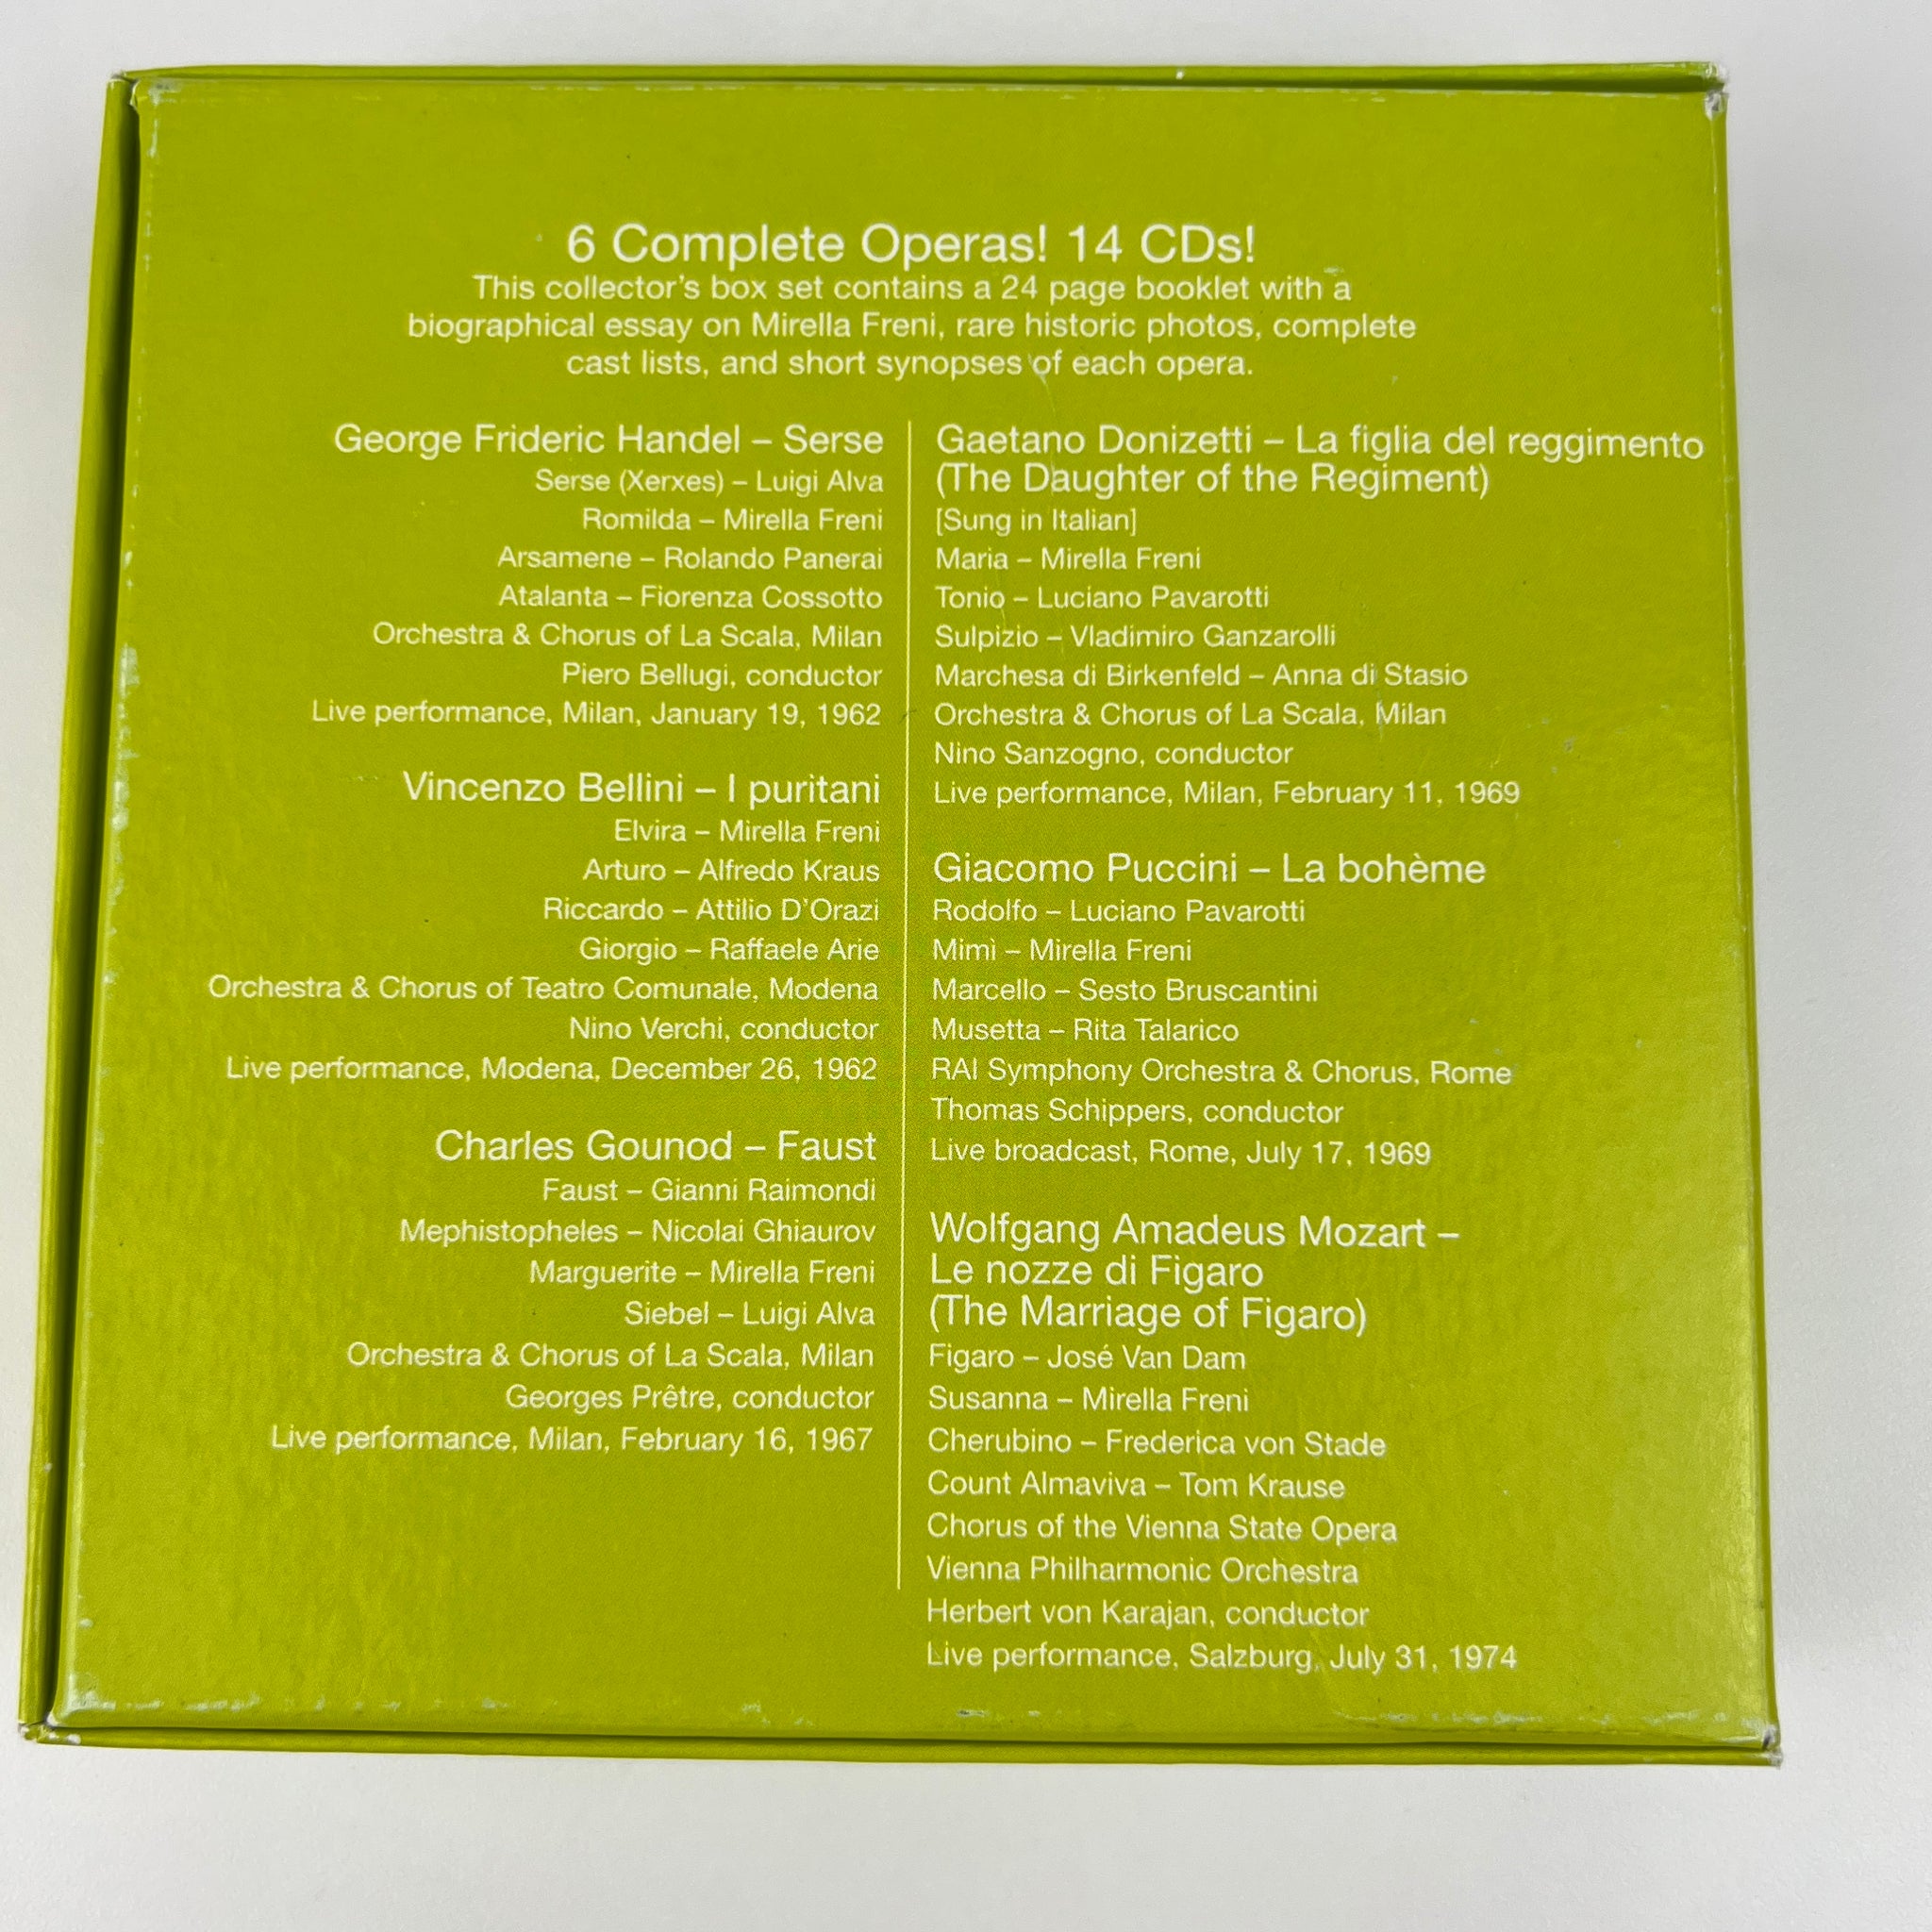 6 Complete Operas! 14 CDs!
This collector's box set contains a 24 page booklet with a
biographical essay on Mirella Freni, rare historic photos, complete
cast lists, and short synopses of each opera.
George Frideric Handel – Serse
Serse (Xerxes) – Luigi Alva
Romilda – Mirella Freni
Arsamene – Rolando Panerai
Atalanta – Fiorenza Cossotto
Orchestra & Chorus of La Scala, Milan
Piero Bellugi, conductor
Live performance, Milan, January 19, 1962
Vincenzo Bellini – I puritani
Elvira – Mirella Freni
Arturo – Alfredo Kraus
Riccardo – Attilio D'Orazi
Giorgio – Raffaele Arie
Orchestra & Chorus of Teatro Comunale, Modena
Nino Verchi, conductor
Live performance, Modena, December 26, 1962
Charles Gounod – Faust
Faust – Gianni Raimondi
Mephistopheles – Nicolai Ghiaurov
Marguerite – Mirella Freni
Siebel – Luigi Alva
Orchestra & Chorus of La Scala, Milan
Georges Prêtre, conductor
Live performance, Milan, February 16, 1967
Gaetano Donizetti – La figlia del reggimento
(The Daughter of the Regiment)
[Sung in Italian]
Maria – Mirella Freni
Tonio – Luciano Pavarotti
Sulpizio – Vladimiro Ganzarolli
Marchesa di Birkenfeld – Anna di Stasio
Orchestra & Chorus of La Scala, Milan
Nino Sanzogno, conductor
Live performance, Milan, February 11, 1969
Giacomo Puccini – La bohème
Rodolfo – Luciano Pavarotti
Mimì – Mirella Freni
Marcello – Sesto Bruscantini
Musetta – Rita Talarico
RAI Symphony Orchestra & Chorus, Rome
Thomas Schippers, conductor
Live broadcast, Rome, July 17, 1969
Wolfgang Amadeus Mozart –
Le nozze di Figaro
(The Marriage of Figaro)
Figaro – José Van Dam
Susanna – Mirella Freni
Cherubino – Frederica von Stade
Count Almaviva – Tom Krause
Chorus of the Vienna State Opera
Vienna Philharmonic Orchestra
Herbert von Karajan, conductor
Live performance, Salzburg, July 31, 1974